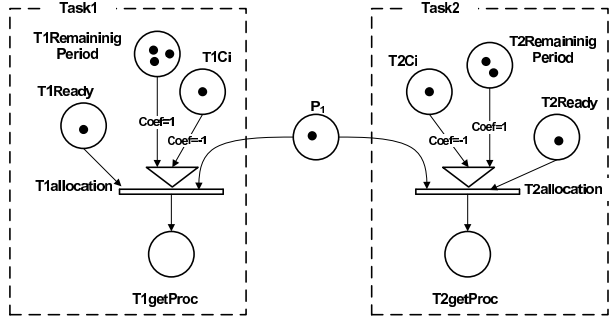 Task1
Task2
T1Remaininig
Period
T1Ci
T1Ready
Coef=1
Coef=-1
T1allocation
T1getProc
P1
T2Ci
T2Remaininig
Period
T2Ready
Coef=-1
Coef=1
T2allocation
T2getProc